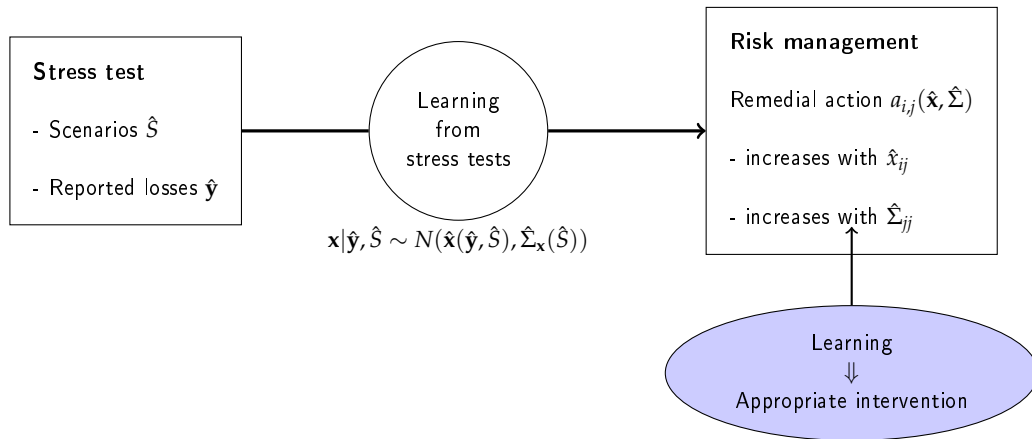 Stress test
- Scenarios Ŝ
- Reported losses ŷ
Learning
from
stress tests
x|ŷ, Ŝ ∼ N(x̂(ŷ, Ŝ), Σ̂ₓ(Ŝ))
Risk management
Remedial action a_{i,j}(x̂, Σ̂)
- increases with x̂_{ij}
- increases with Σ̂_{jj}
Learning
⇓
Appropriate intervention